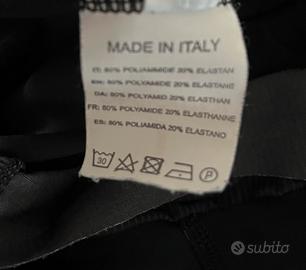 MADE IN ITALY
IT: 80% POLIAMMIDE 20% ELASTAN
80% POLYAMIDE 20% ELASTANE
DA: 80% POLYAMID 20% ELASTHAN
FR: 80% POLYAMIDE 20% ELASTHANNE
ES: 80% POLIAMIDA 20% ELASTANO
30
P
subito